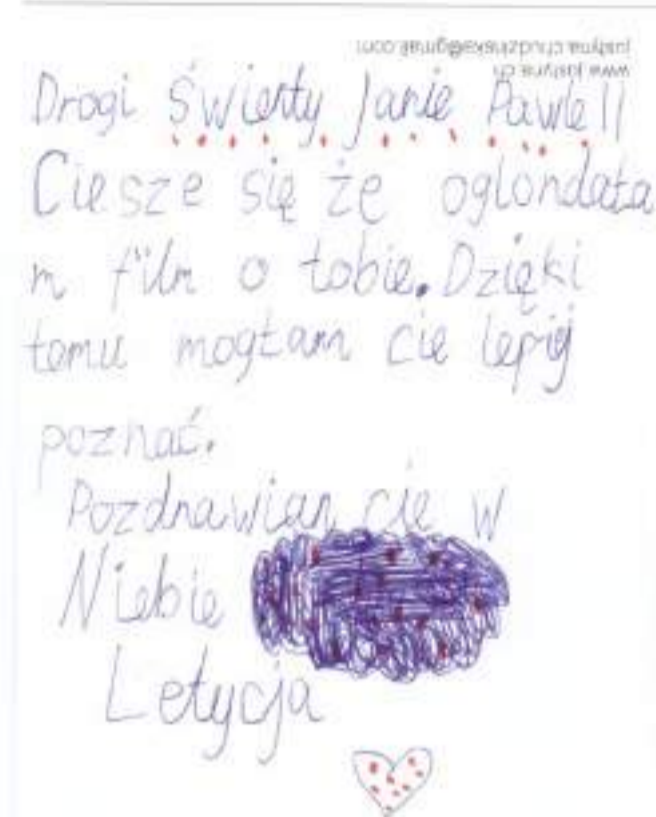 Drogi Świenty Janie Pawle II
Ciesze się że oglondała
m film o tobie. Dzięki
temu mogłam cie lepiej
poznać.
Pozdrawiam cie w
Niebie
Letycja